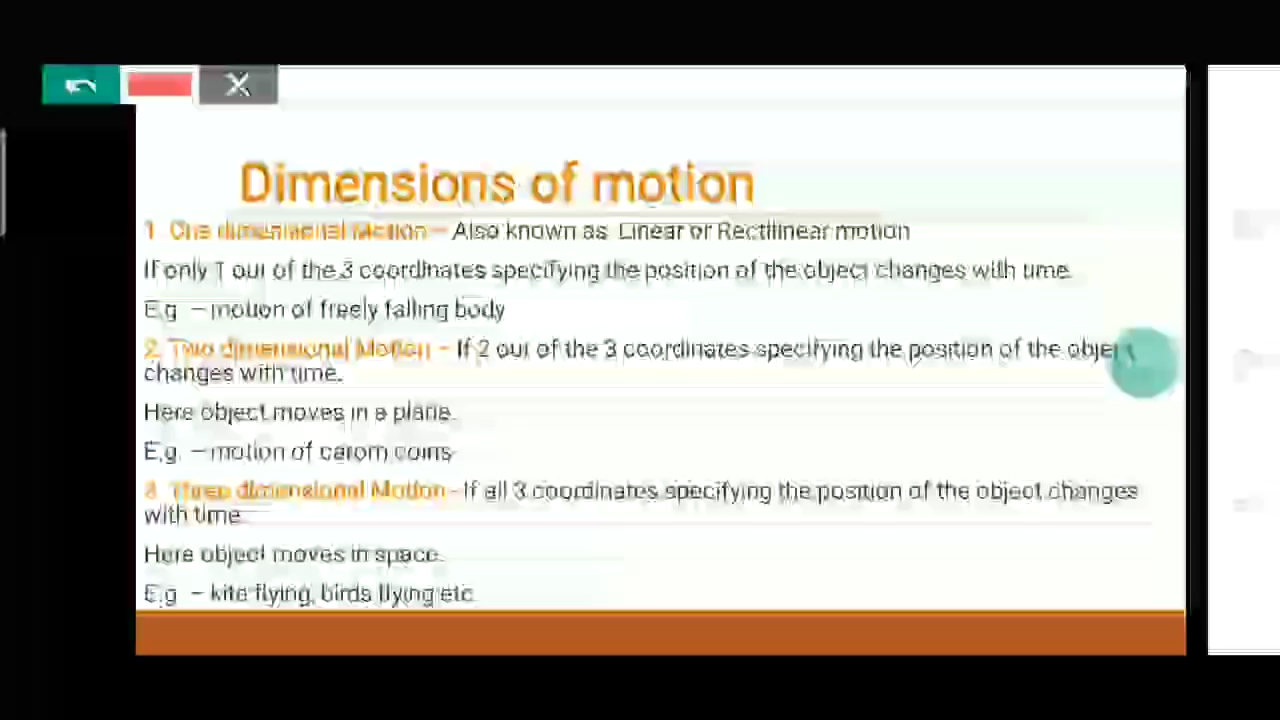 Dimensions of motion
1. One dimensional Motion – Also known as Linear or Rectilinear motion
If only 1 out of the 3 coordinates specifying the position of the object changes with time.
E.g. – motion of freely falling body
2. Two dimensional Motion – If 2 out of the 3 coordinates specifying the position of the object
changes with time.
Here object moves in a plane.
E.g. – motion of carom coins
3. Three dimensional Motion - If all 3 coordinates specifying the position of the object changes
with time.
Here object moves in space.
E.g. – kite flying, birds flying etc.